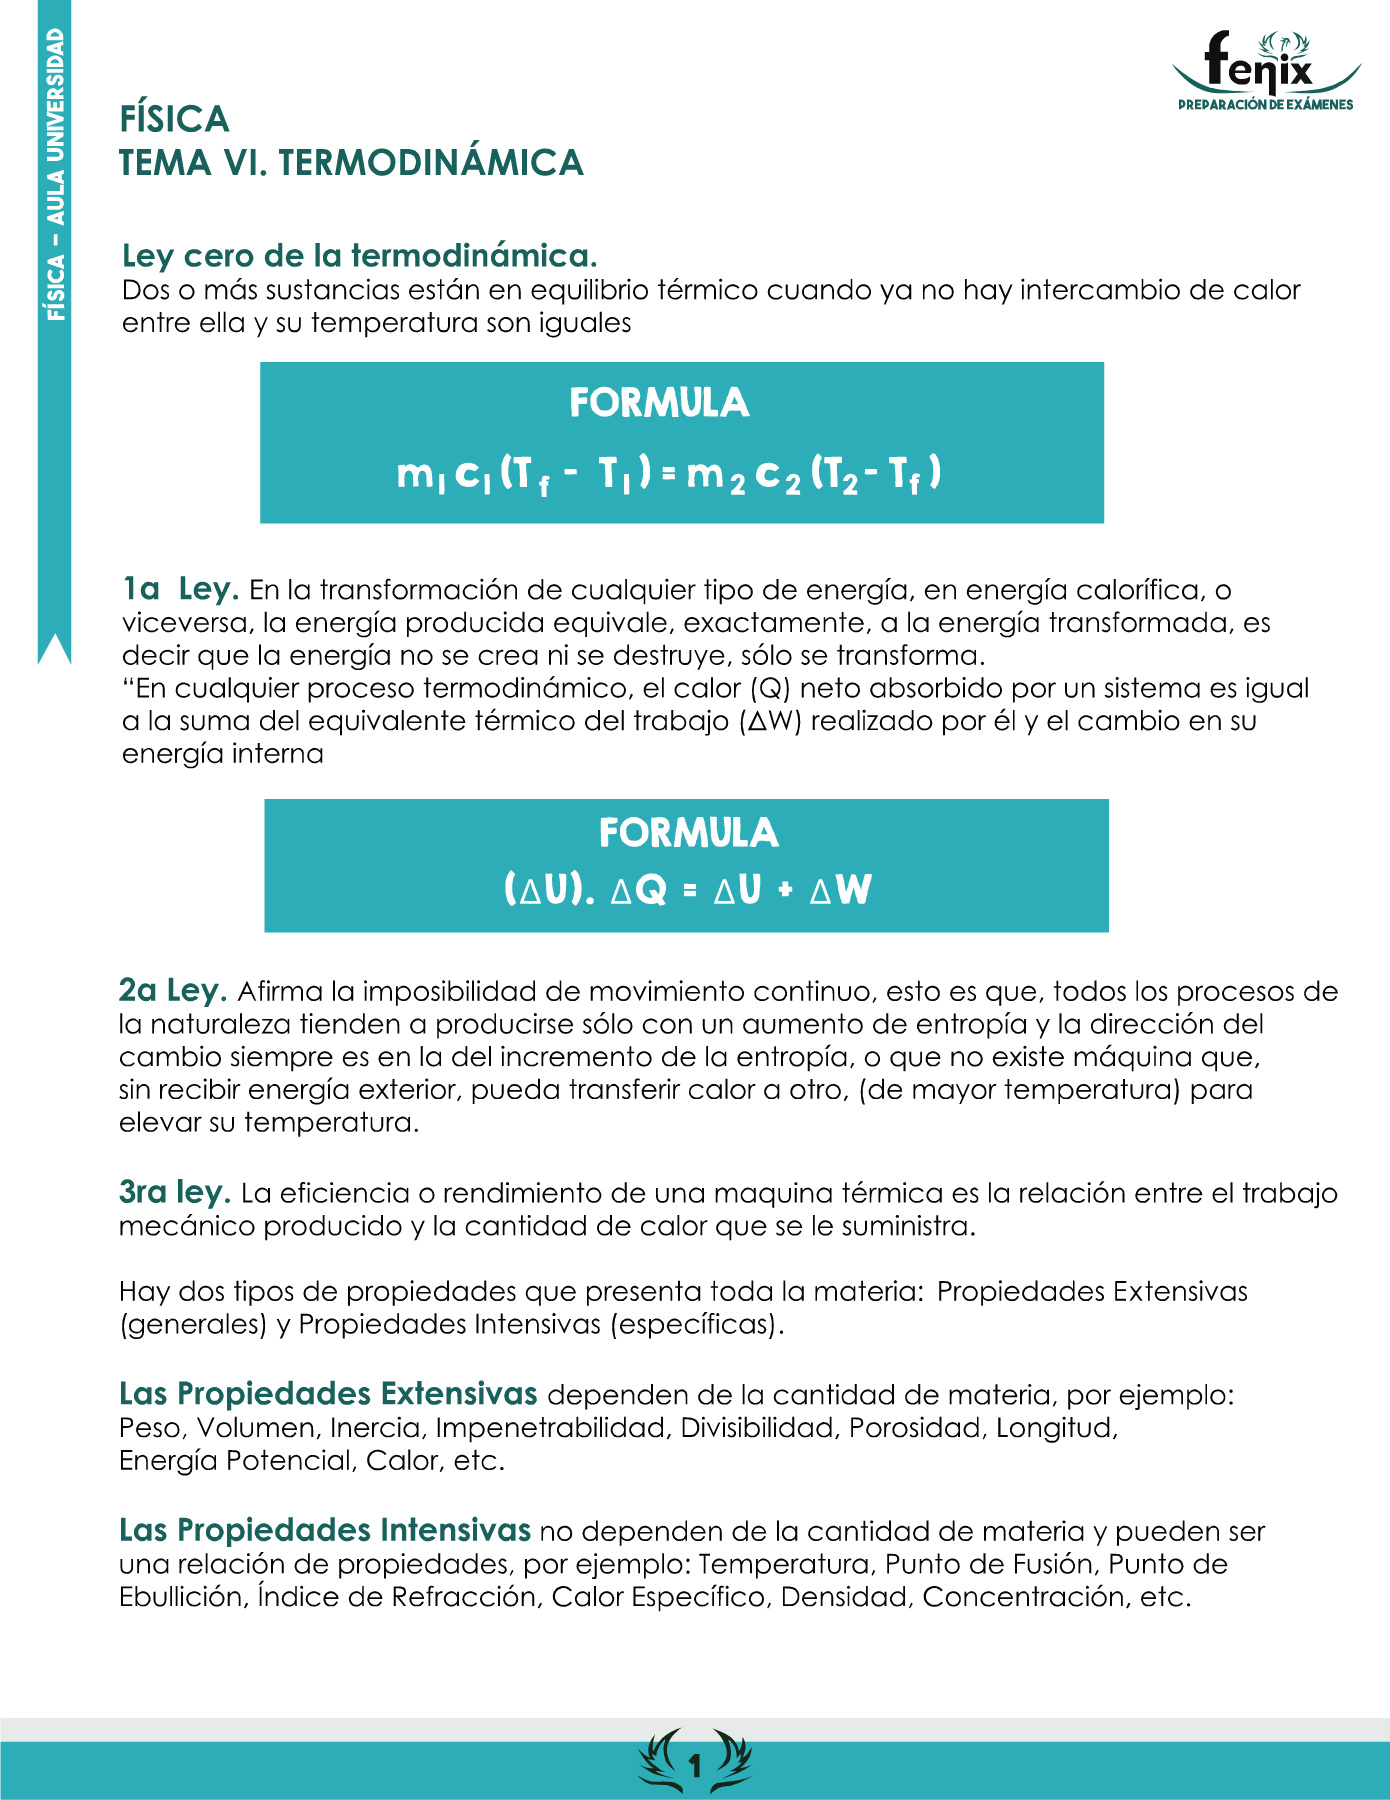 FÍSICA – AULA UNIVERSIDAD
fenix
PREPARACIÓN DE EXÁMENES
FÍSICA
TEMA VI. TERMODINÁMICA
Ley cero de la termodinámica.
Dos o más sustancias están en equilibrio térmico cuando ya no hay intercambio de calor
entre ella y su temperatura son iguales
FORMULA
m₁ c₁ (T f - T₁) = m₂ c₂ (T₂ - Tf)
1a Ley. En la transformación de cualquier tipo de energía, en energía calorífica, o
viceversa, la energía producida equivale, exactamente, a la energía transformada, es
decir que la energía no se crea ni se destruye, sólo se transforma.
“En cualquier proceso termodinámico, el calor (Q) neto absorbido por un sistema es igual
a la suma del equivalente térmico del trabajo (ΔW) realizado por él y el cambio en su
energía interna
FORMULA
(ΔU). ΔQ = ΔU + ΔW
2a Ley. Afirma la imposibilidad de movimiento continuo, esto es que, todos los procesos de
la naturaleza tienden a producirse sólo con un aumento de entropía y la dirección del
cambio siempre es en la del incremento de la entropía, o que no existe máquina que,
sin recibir energía exterior, pueda transferir calor a otro, (de mayor temperatura) para
elevar su temperatura.
3ra ley. La eficiencia o rendimiento de una maquina térmica es la relación entre el trabajo
mecánico producido y la cantidad de calor que se le suministra.
Hay dos tipos de propiedades que presenta toda la materia: Propiedades Extensivas
(generales) y Propiedades Intensivas (específicas).
Las Propiedades Extensivas dependen de la cantidad de materia, por ejemplo:
Peso, Volumen, Inercia, Impenetrabilidad, Divisibilidad, Porosidad, Longitud,
Energía Potencial, Calor, etc.
Las Propiedades Intensivas no dependen de la cantidad de materia y pueden ser
una relación de propiedades, por ejemplo: Temperatura, Punto de Fusión, Punto de
Ebullición, Índice de Refracción, Calor Específico, Densidad, Concentración, etc.
1